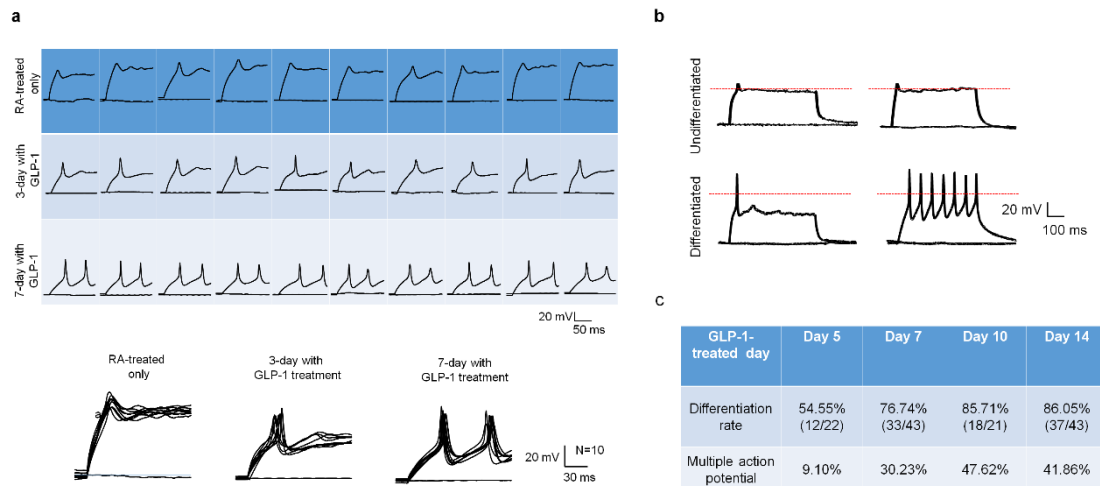 a
RA-treated
only
3-day with
GLP-1
7-day with
GLP-1
20 mV
50 ms
RA-treated
only
3-day with
GLP-1 treatment
7-day with
GLP-1 treatment
a
N=10
20 mV
30 ms
b
Undifferentiated
Differentiated
20 mV
100 ms
c
GLP-1-
treated day
Day 5
Day 7
Day 10
Day 14
Differentiation
rate
54.55%
(12/22)
76.74%
(33/43)
85.71%
(18/21)
86.05%
(37/43)
Multiple action
potential
9.10%
30.23%
47.62%
41.86%